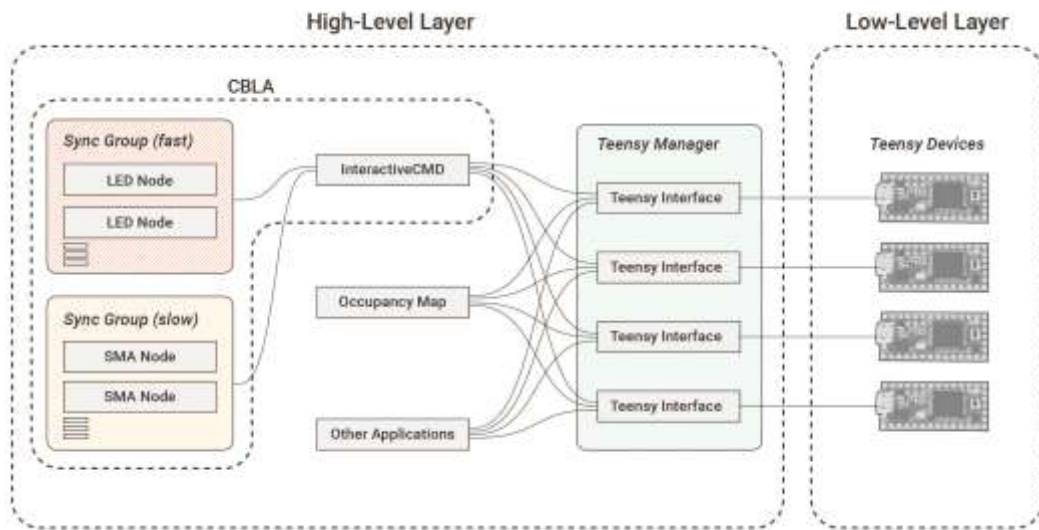 High-Level Layer
Low-Level Layer
CBLA
Sync Group (fast)
LED Node
LED Node
Sync Group (slow)
SMA Node
SMA Node
InteractiveCMD
Occupancy Map
Other Applications
Teensy Manager
Teensy Interface
Teensy Interface
Teensy Interface
Teensy Interface
Teensy Devices